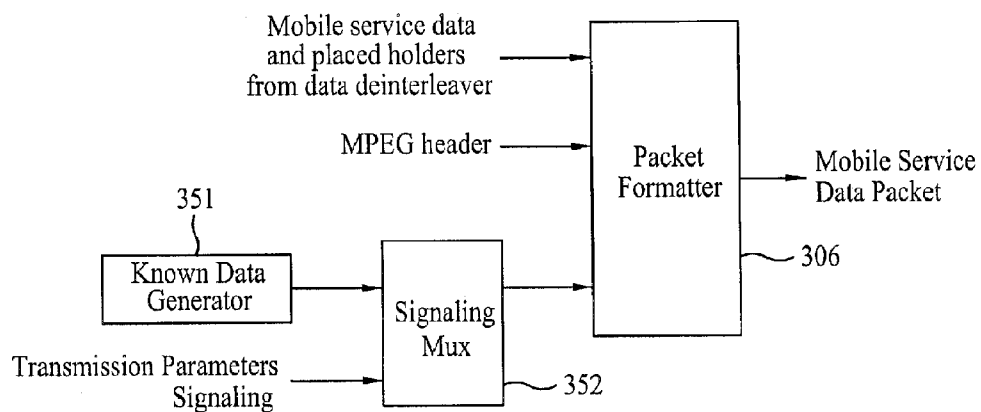 Mobile service data
and placed holders
from data deinterleaver
MPEG header
Packet
Formatter
Mobile Service
Data Packet
306
351
Known Data
Generator
Signaling
Mux
352
Transmission Parameters
Signaling